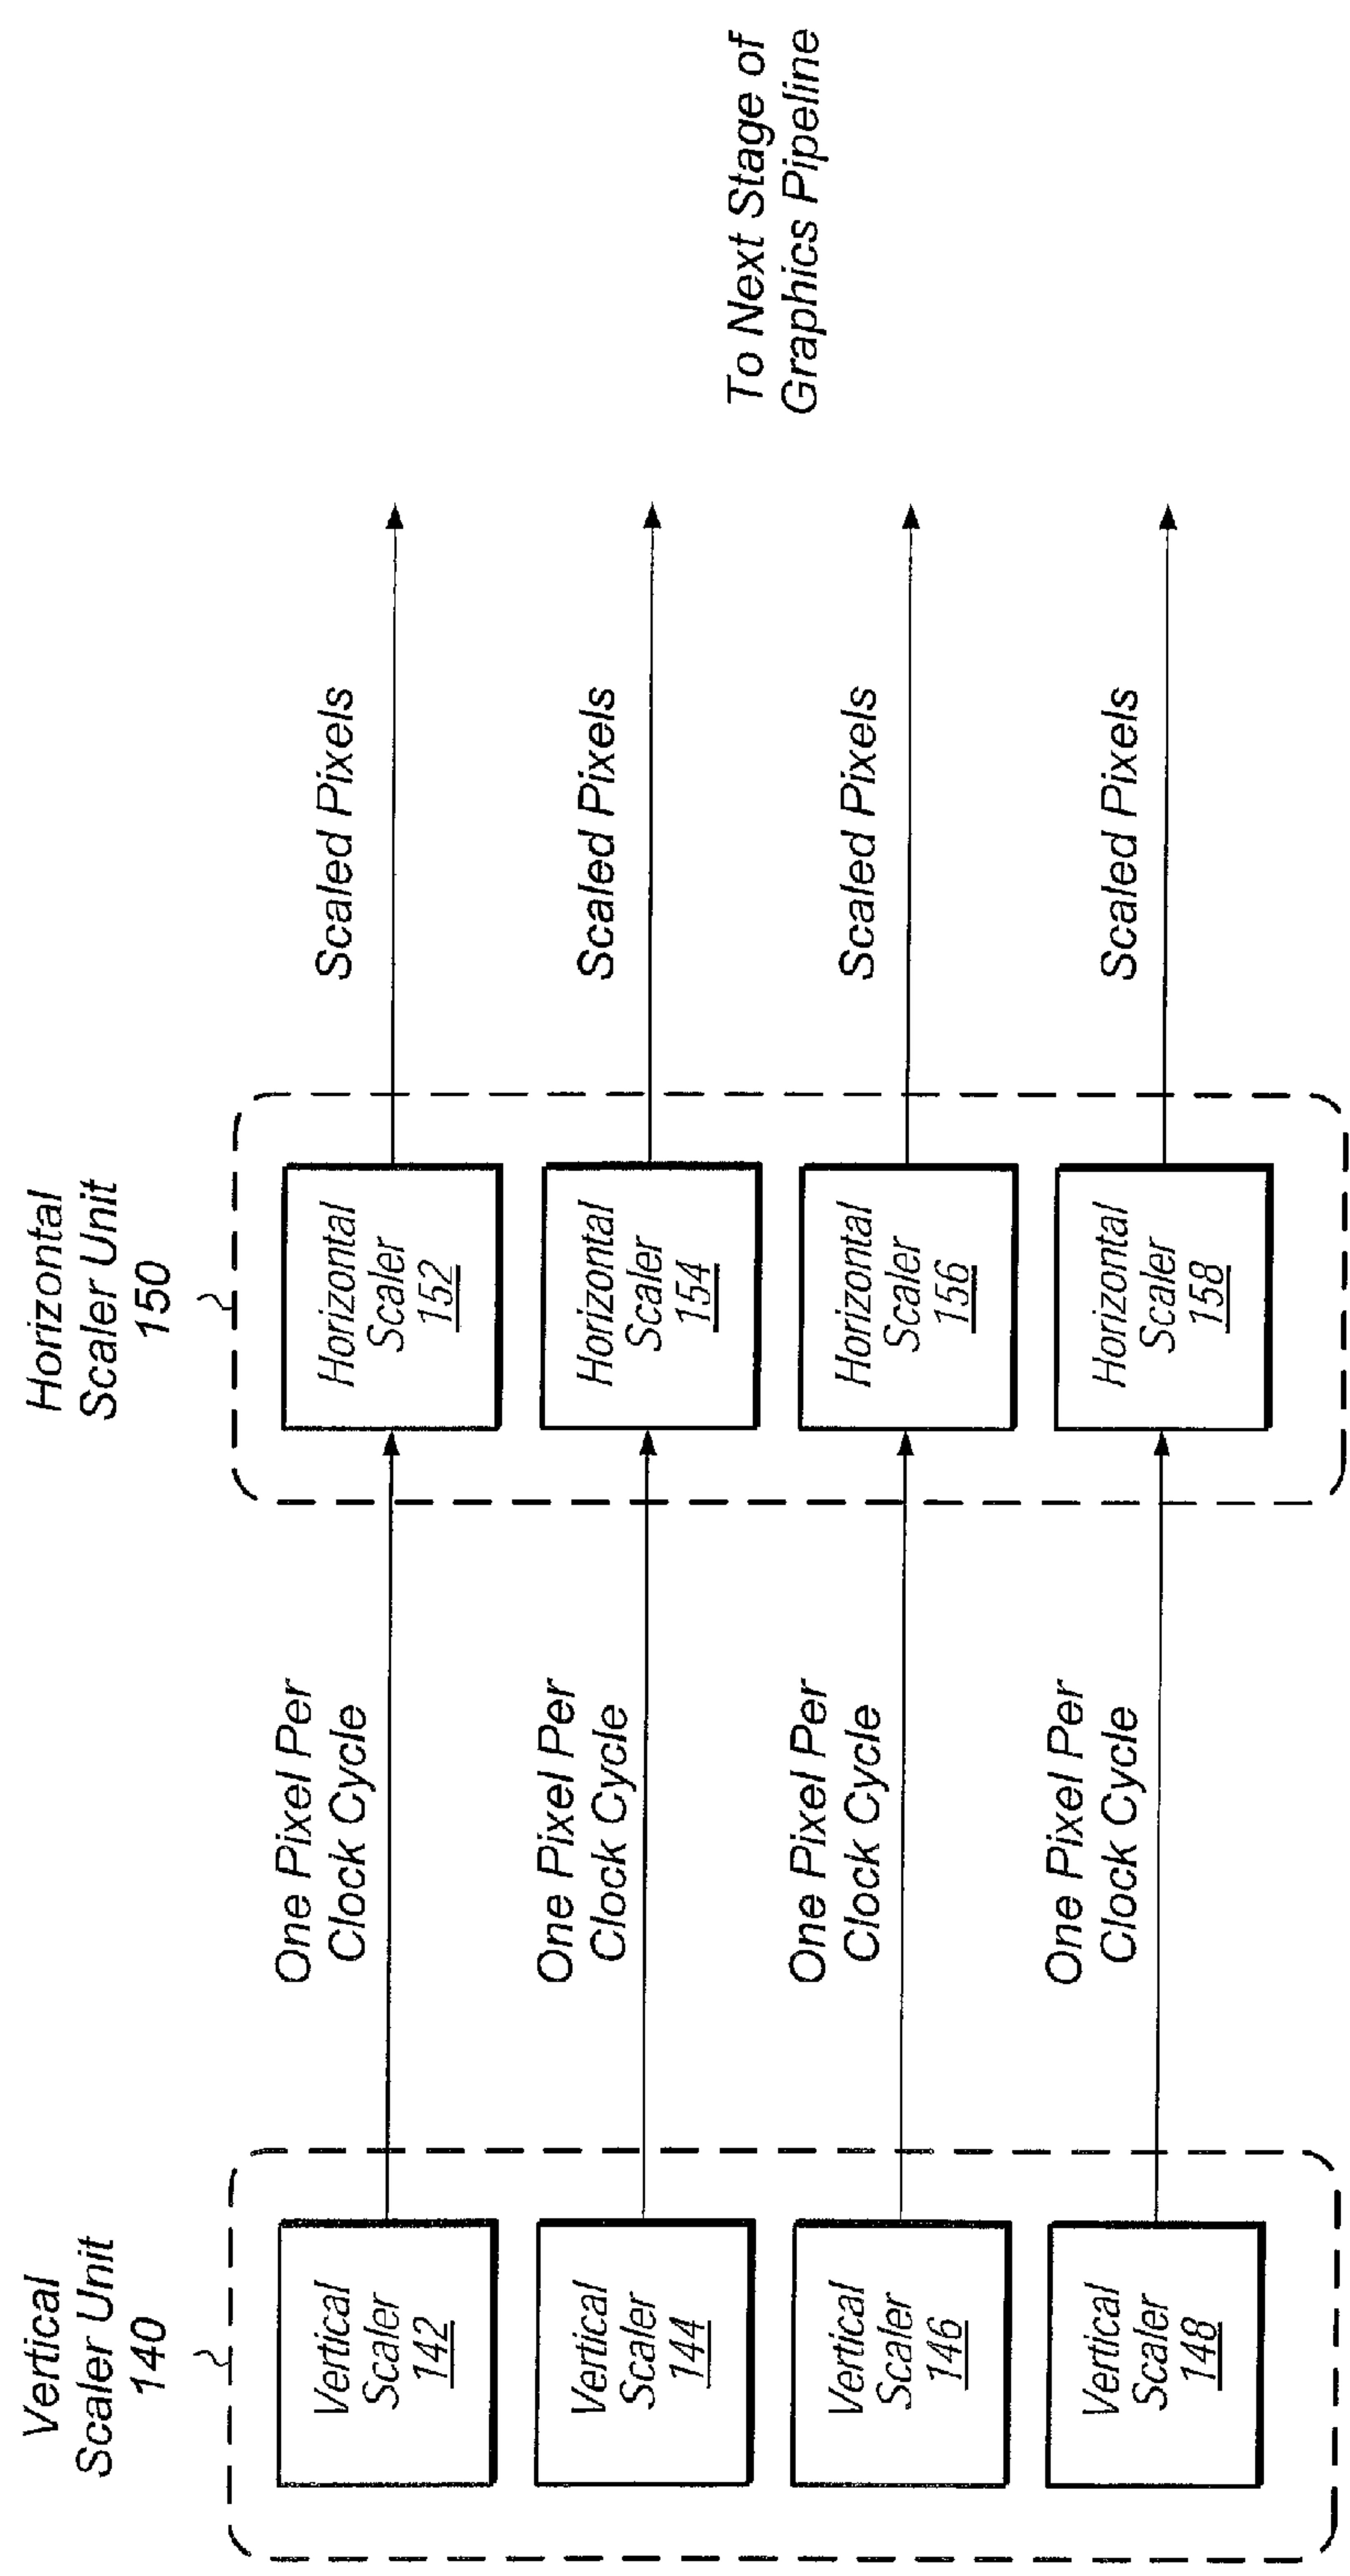 Vertical
Scaler Unit
140
Vertical
Scaler
142
Vertical
Scaler
144
Vertical
Scaler
146
Vertical
Scaler
148
One Pixel Per
Clock Cycle
One Pixel Per
Clock Cycle
One Pixel Per
Clock Cycle
One Pixel Per
Clock Cycle
Horizontal
Scaler Unit
150
Horizontal
Scaler
152
Horizontal
Scaler
154
Horizontal
Scaler
156
Horizontal
Scaler
158
Scaled Pixels
Scaled Pixels
Scaled Pixels
Scaled Pixels
To Next Stage of
Graphics Pipeline